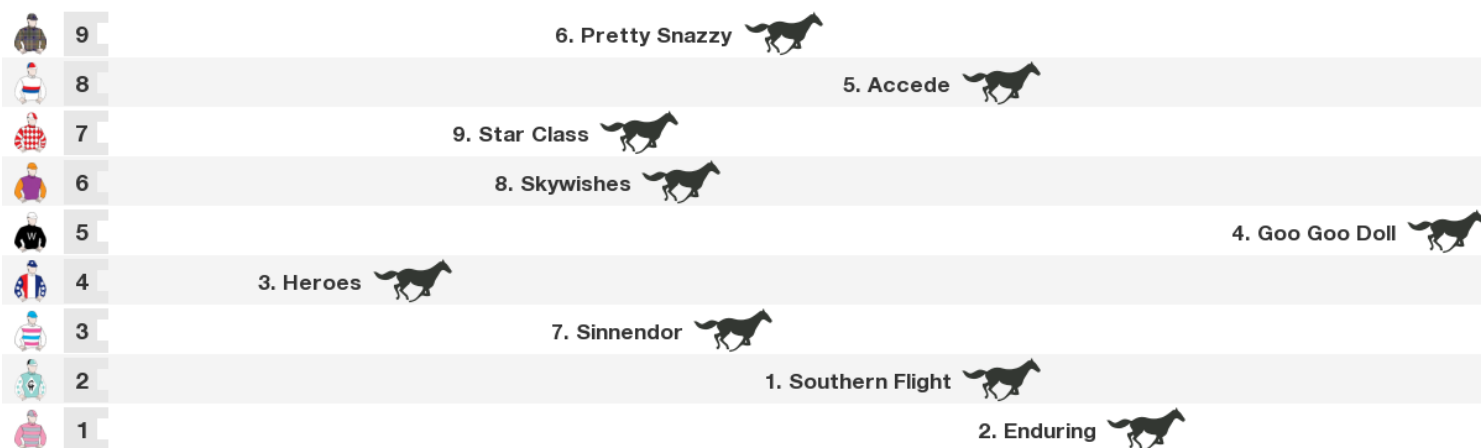 9 6. Pretty Snazzy
8 5. Accede
7 9. Star Class
6 8. Skywishes
W 5 4. Goo Goo Doll
4 3. Heroes
3 7. Sinnendor
2 1. Southern Flight
1 2. Enduring